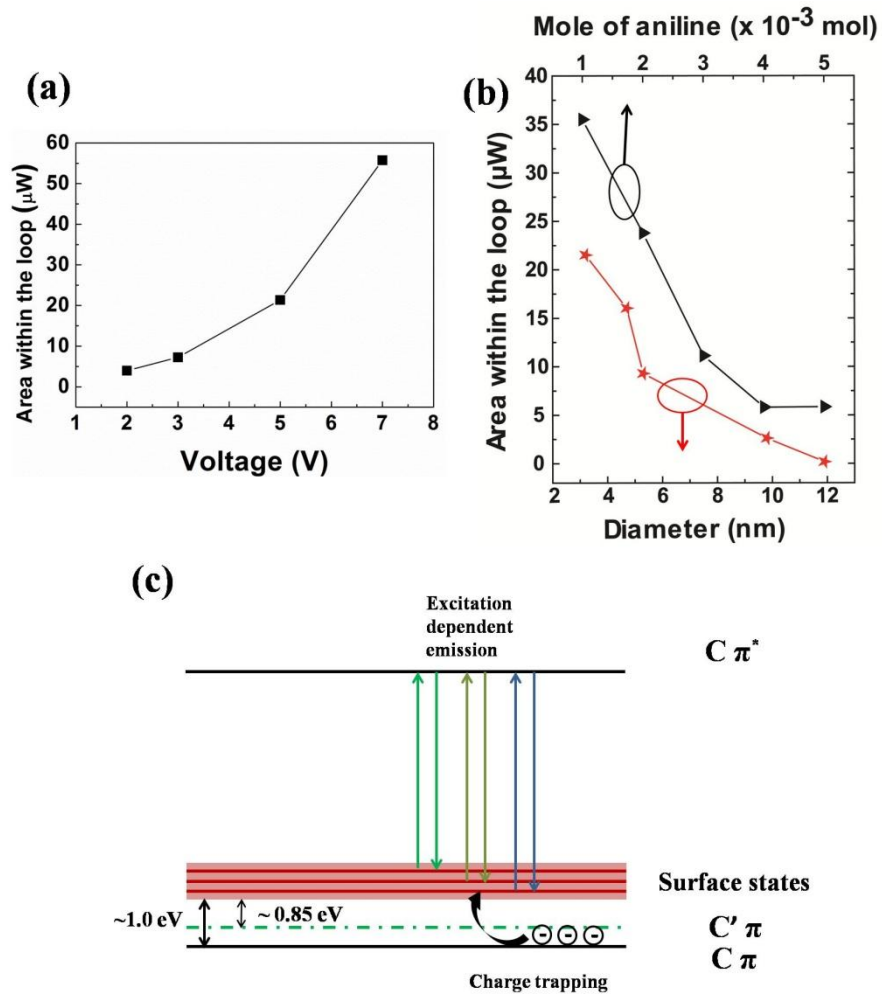 (a)
60
50
40
30
20
10
0
Area within the loop (μW)
1 2 3 4 5 6 7 8
Voltage (V)
(b)
Mole of aniline (x 10⁻³ mol)
1 2 3 4 5
40
35
30
25
20
15
10
5
0
Area within the loop (μW)
2 4 6 8 10 12
Diameter (nm)
(c)
Excitation
dependent
emission
C π*
Surface states
~1.0 eV
~ 0.85 eV
C′ π
C π
- - -
Charge trapping